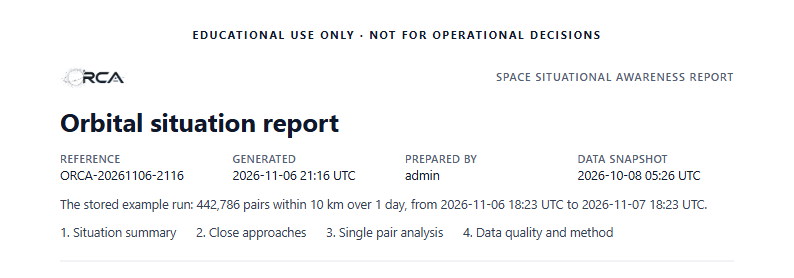 EDUCATIONAL USE ONLY · NOT FOR OPERATIONAL DECISIONS
ORCA
SPACE SITUATIONAL AWARENESS REPORT
Orbital situation report
REFERENCE GENERATED PREPARED BY DATA SNAPSHOT
ORCA-20261106-2116 2026-11-06 21:16 UTC admin 2026-10-08 05:26 UTC
The stored example run: 442,786 pairs within 10 km over 1 day, from 2026-11-06 18:23 UTC to 2026-11-07 18:23 UTC.
1. Situation summary 2. Close approaches 3. Single pair analysis 4. Data quality and method